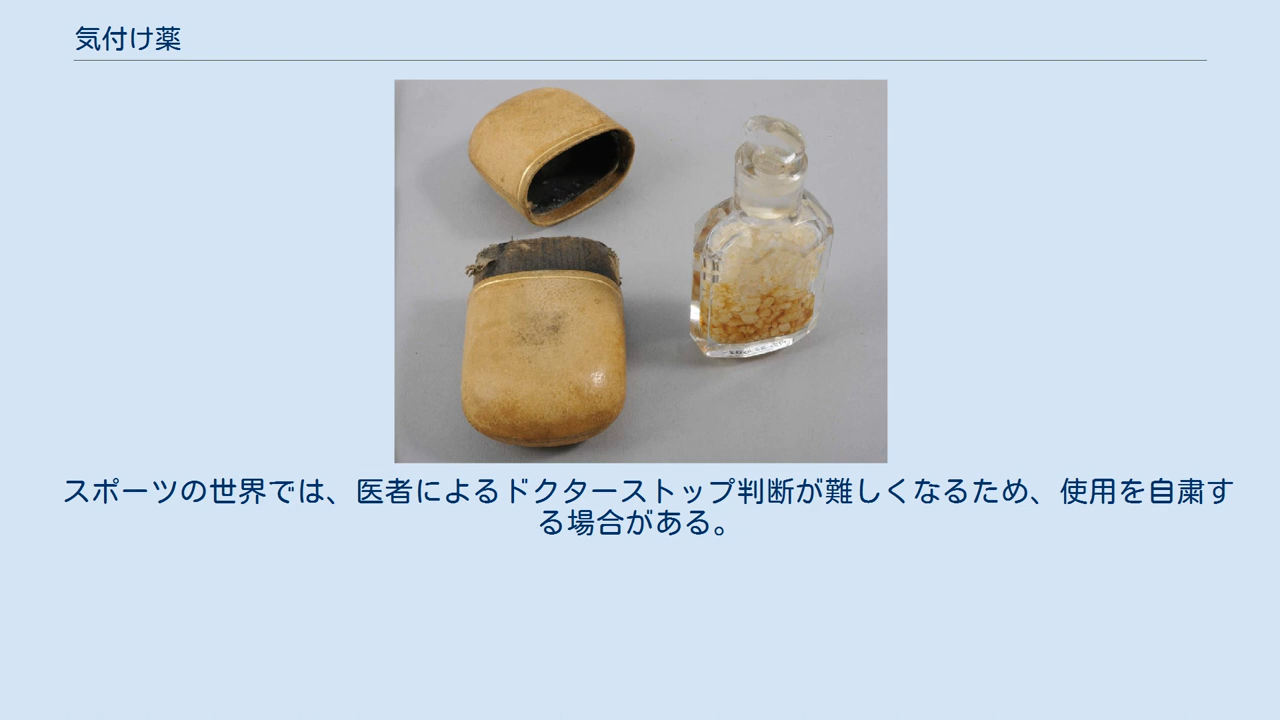 気付け薬
スポーツの世界では、医者によるドクターストップ判断が難しくなるため、使用を自粛す
る場合がある。